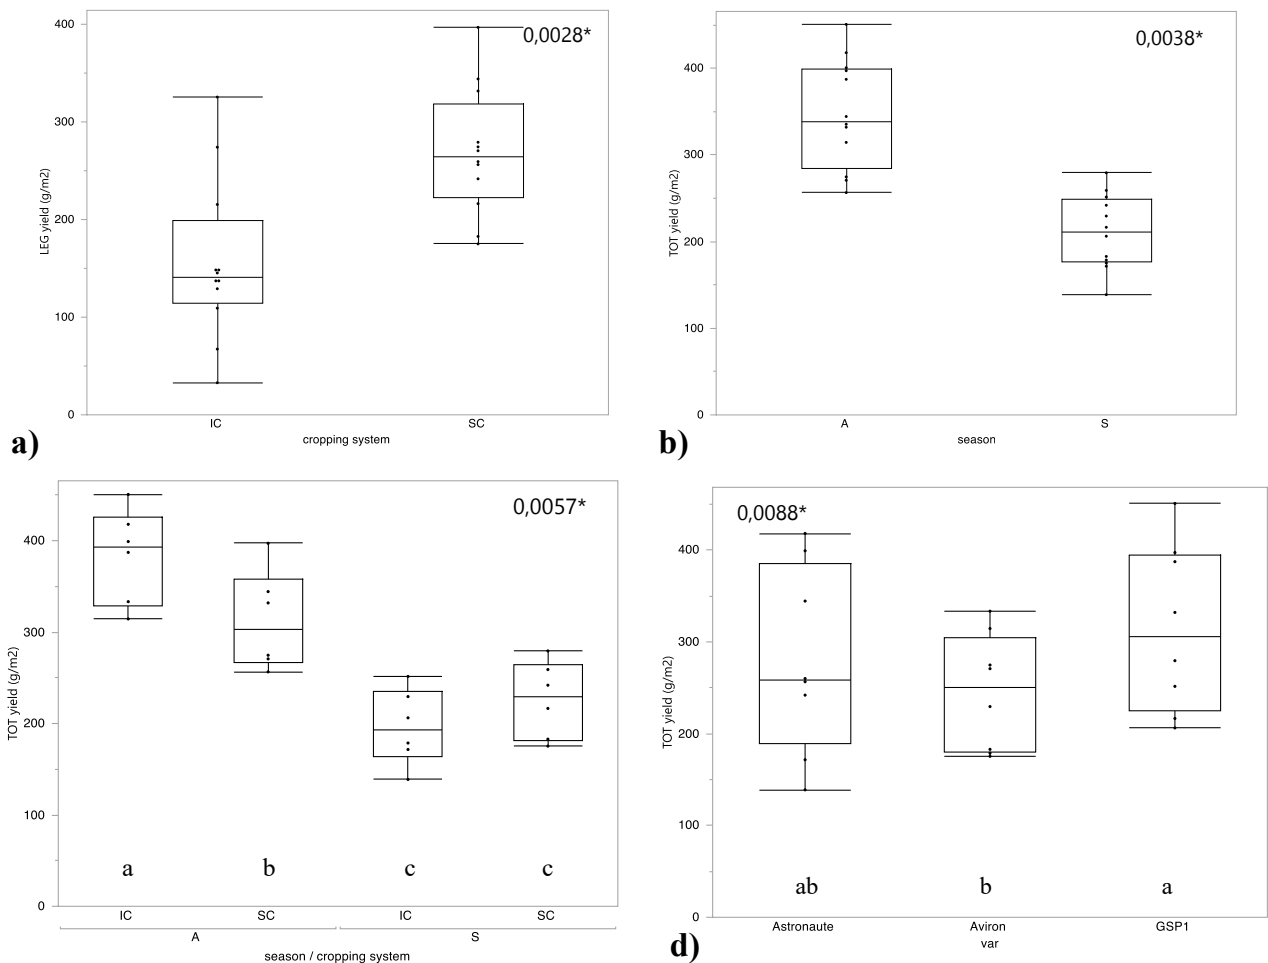 400
300
200
100
0
LEG yield (g/m2)
0,0028*
IC
SC
cropping system
a)
400
300
200
100
0
TOT yield (g/m2)
0,0038*
A
S
season
b)
400
300
200
100
0
TOT yield (g/m2)
0,0057*
a
b
c
c
IC
SC
IC
SC
A
S
season / cropping system
400
300
200
100
0
TOT yield (g/m2)
0,0088*
ab
b
a
Astronaute
Aviron
GSP1
var
d)